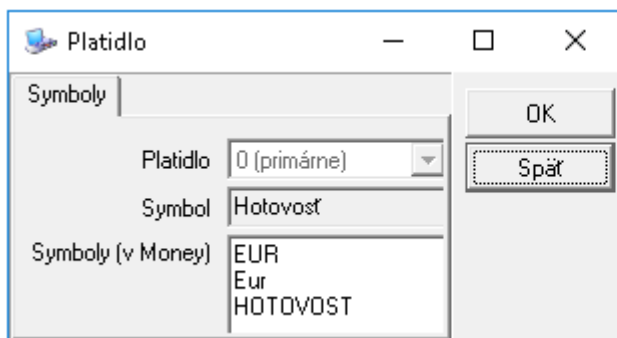 Platidlo
Symboly
OK
Platidlo 0 (primárne)
Späť
Symbol Hotovosť
Symboly (v Money) EUR
Eur
HOTOVOST